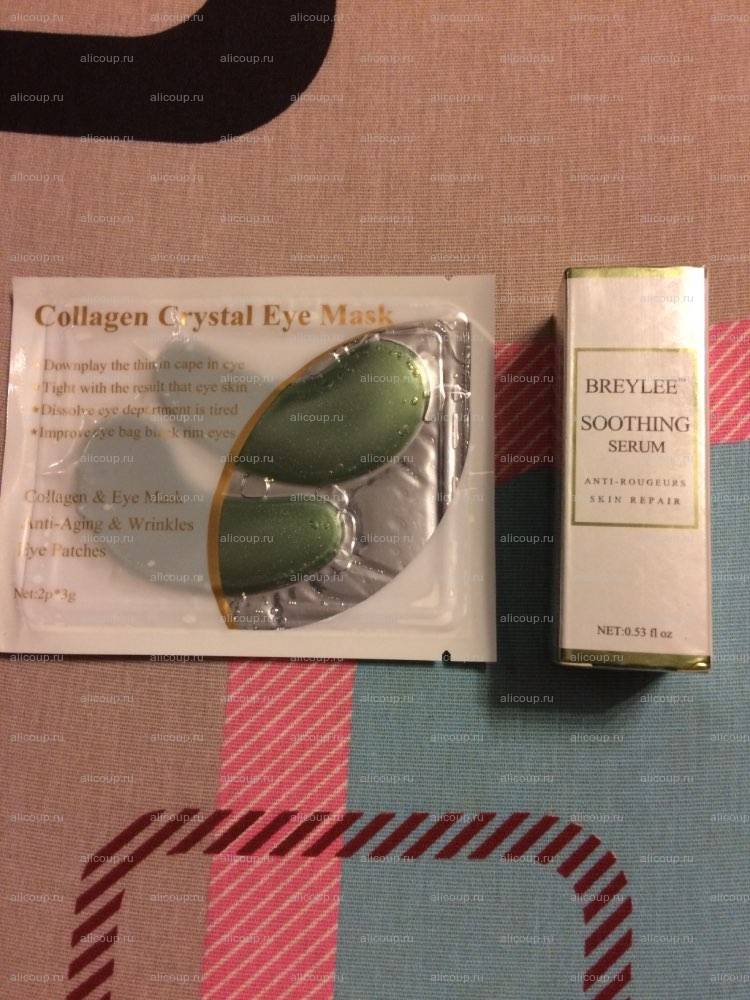 Collagen Crystal Eye Mask
Downplay the thin in cape in eye
*Tight with the result that eye skin
*Dissolve eye department is tired
*Improve eye bag black rim eyes
Collagen & Eye Mask
Anti-Aging & Wrinkles
Eye Patches
Net:2p*3g
BREYLEE™
SOOTHING
SERUM
ANTI-ROUGEURS
SKIN REPAIR
NET:0.53 fl oz
alicoup.ru